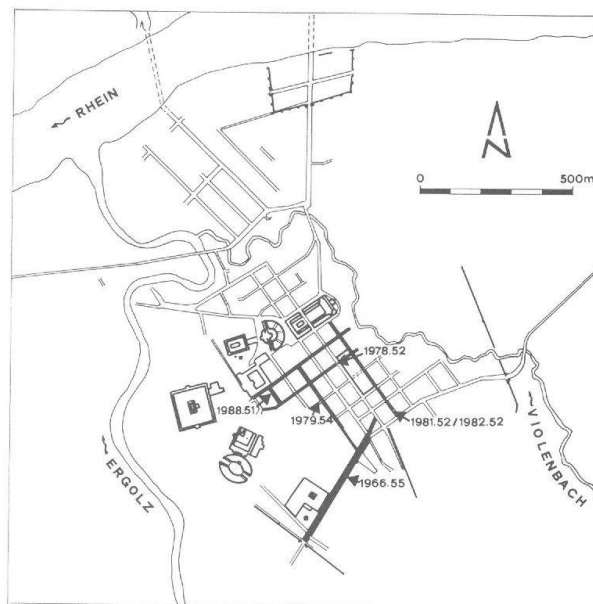 RHEIN
N
0 500m
1978.52
1988.51
1979.54
1981.52 / 1982.52
1966.55
ERGOLZ
VIOLENBACH